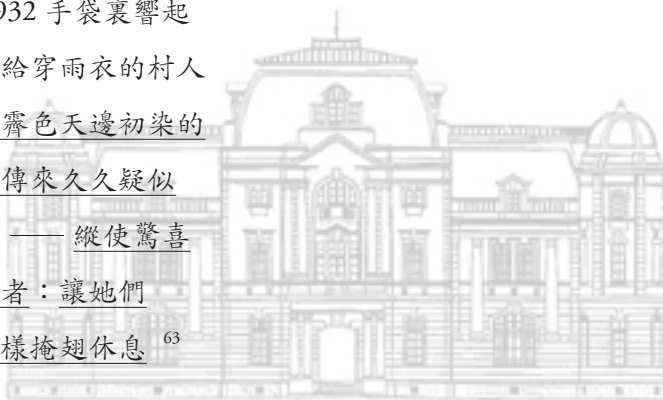 932 手袋裏響起
給穿雨衣的村人
霽色天邊初染的
傳來久久疑似
—— 縱使驚喜
者：讓她們
樣掩翅休息 63